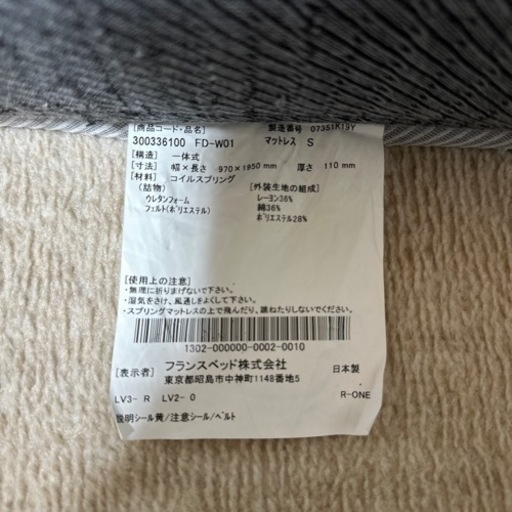 [商品コード・品名] 製造番号 07351K19Y
300336100 FD-W01 マットレス S
[構造] 一体式
[寸法] 幅×長さ 970×1950 mm 厚さ 110 mm
[材料] コイルスプリング
(詰物) [外装生地の組成]
ウレタンフォーム レーヨン36%
フェルト(ポリエステル) 綿36%
ポリエステル28%
[使用上の注意]
・無理に折りまげないで下さい。
・湿気をさけ、風通しをよくして下さい。
・スプリングマットレスの上で飛んだり、跳ねたりしないでください。
1302-000000-0002-0010
[表示者] フランスベッド株式会社 日本製
東京都昭島市中神町1148番地5
LV3- R LV2- 0 R-ONE
説明シール黄/注意シール/ベルト